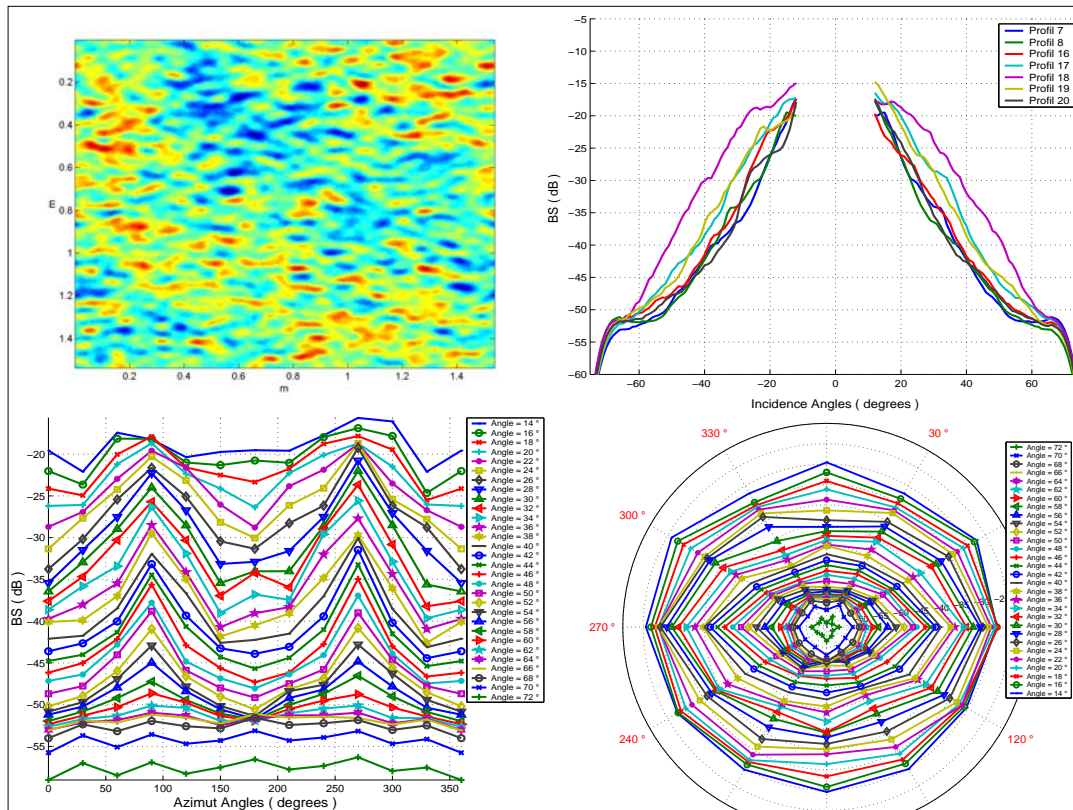 0.2
0.4
0.6
m
0.8
1
1.2
1.4
0.2 0.4 0.6 0.8 1 1.2 1.4
m
−5
−10
−15
−20
−25
−30
−35
−40
−45
−50
−55
−60
BS ( dB )
−60 −40 −20 0 20 40 60
Incidence Angles ( degrees )
Profil 7
Profil 8
Profil 16
Profil 17
Profil 18
Profil 19
Profil 20
−20
−25
−30
−35
−40
−45
−50
−55
BS ( dB )
0 50 100 150 200 250 300 350
Azimut Angles ( degrees )
Angle = 14 °
Angle = 16 °
Angle = 18 °
Angle = 20 °
Angle = 22 °
Angle = 24 °
Angle = 26 °
Angle = 28 °
Angle = 30 °
Angle = 32 °
Angle = 34 °
Angle = 36 °
Angle = 38 °
Angle = 40 °
Angle = 42 °
Angle = 44 °
Angle = 46 °
Angle = 48 °
Angle = 50 °
Angle = 52 °
Angle = 54 °
Angle = 56 °
Angle = 58 °
Angle = 60 °
Angle = 62 °
Angle = 64 °
Angle = 66 °
Angle = 68 °
Angle = 70 °
Angle = 72 °
330
30
300
270
240
120
Angle = 72 °
Angle = 70 °
Angle = 68 °
Angle = 66 °
Angle = 64 °
Angle = 62 °
Angle = 60 °
Angle = 58 °
Angle = 56 °
Angle = 54 °
Angle = 52 °
Angle = 50 °
Angle = 48 °
Angle = 46 °
Angle = 44 °
Angle = 42 °
Angle = 40 °
Angle = 38 °
Angle = 36 °
Angle = 34 °
Angle = 32 °
Angle = 30 °
Angle = 28 °
Angle = 26 °
Angle = 24 °
Angle = 22 °
Angle = 20 °
Angle = 18 °
Angle = 16 °
Angle = 14 °